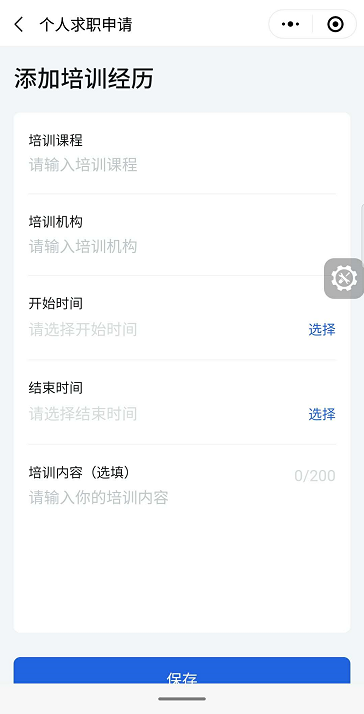 个人求职申请
添加培训经历
培训课程
请输入培训课程
培训机构
请输入培训机构
开始时间
请选择开始时间 选择
结束时间
请选择结束时间 选择
培训内容（选填） 0/200
请输入你的培训内容
保存